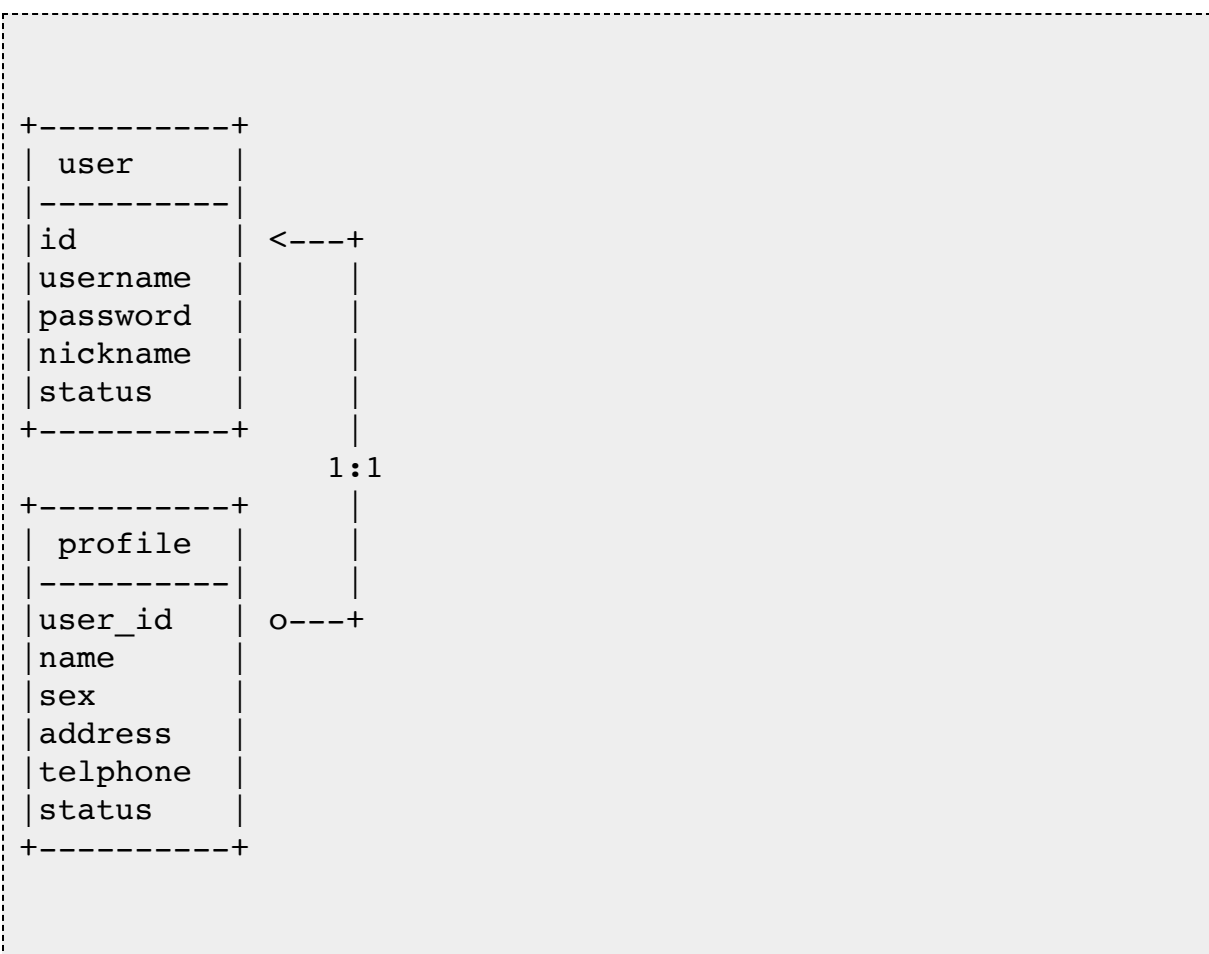 +----------+
| user     |
|----------|
|id        | <---+
|username  |     |
|password  |     |
|nickname  |     |
|status    |     |
+----------+     |
                1:1
+----------+     |
| profile  |     |
|----------|     |
|user_id   | o---+
|name      |
|sex       |
|address   |
|telphone  |
|status    |
+----------+